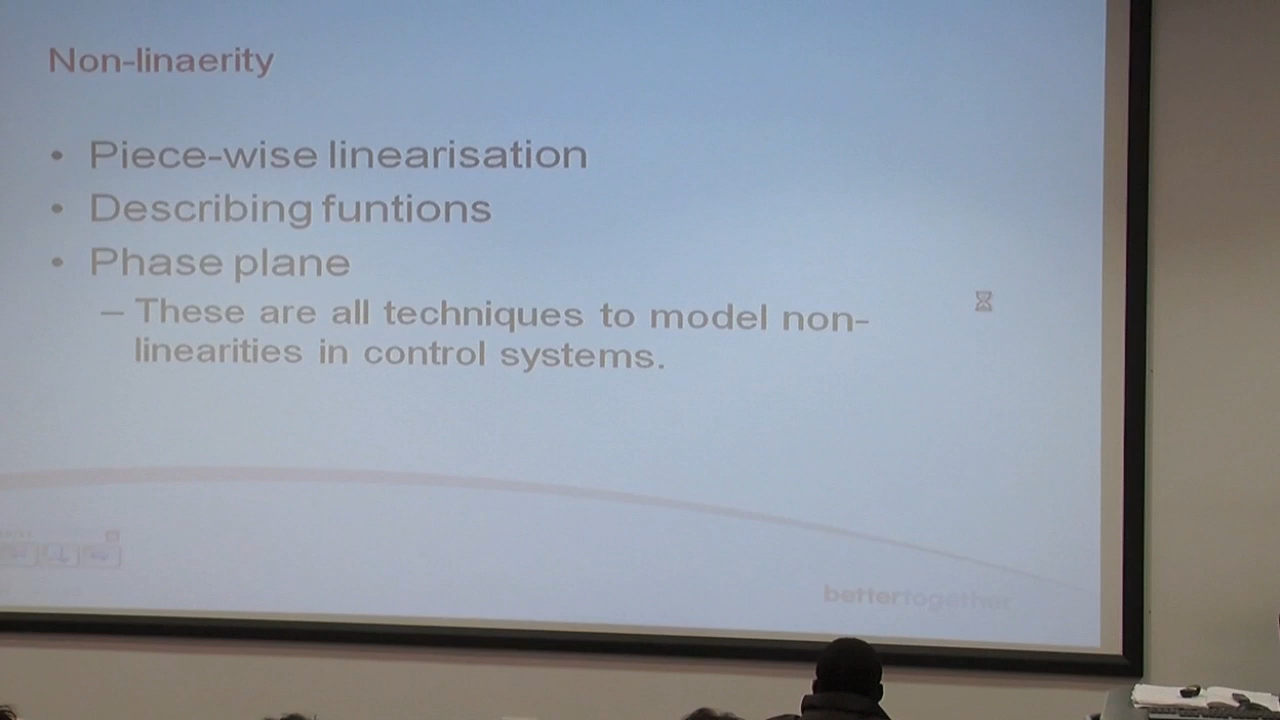 Non-linaerity
• Piece-wise linearisation
• Describing funtions
• Phase plane
– These are all techniques to model non-
linearities in control systems.
bettertogether